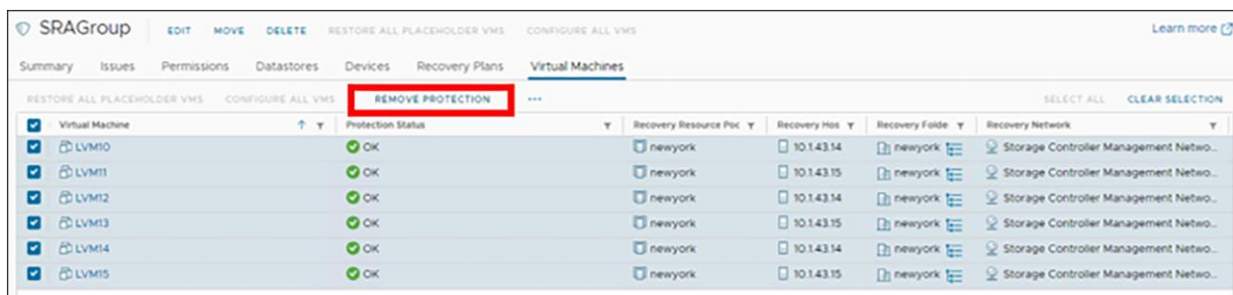 SRAGroup EDIT MOVE DELETE RESTORE ALL PLACEHOLDER VMS CONFIGURE ALL VMS Learn more
Summary Issues Permissions Datastores Devices Recovery Plans Virtual Machines
RESTORE ALL PLACEHOLDER VMS CONFIGURE ALL VMS REMOVE PROTECTION ... SELECT ALL CLEAR SELECTION
Virtual Machine Protection Status Recovery Resource Poc Recovery Hos Recovery Folde Recovery Network
LVM10 OK newyork 10.1.43.14 newyork Storage Controller Management Netwo...
LVM11 OK newyork 10.1.43.15 newyork Storage Controller Management Netwo...
LVM12 OK newyork 10.1.43.14 newyork Storage Controller Management Netwo...
LVM13 OK newyork 10.1.43.15 newyork Storage Controller Management Netwo...
LVM14 OK newyork 10.1.43.14 newyork Storage Controller Management Netwo...
LVM15 OK newyork 10.1.43.15 newyork Storage Controller Management Netwo...